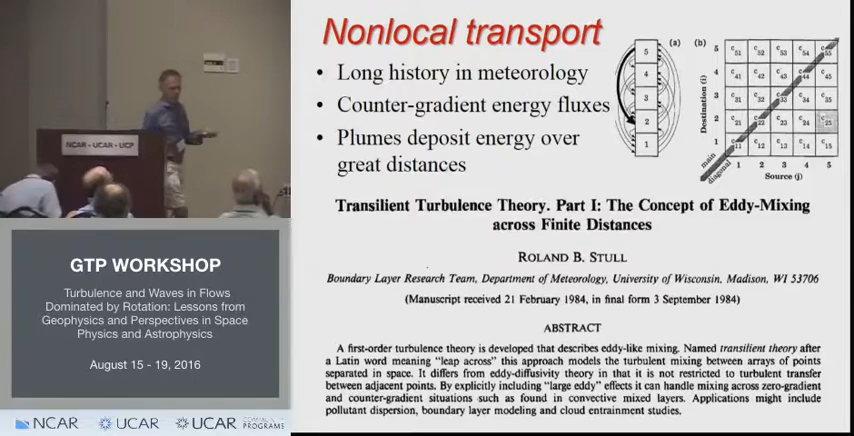 Nonlocal transport
• Long history in meteorology
• Counter-gradient energy fluxes
• Plumes deposit energy over
great distances
(a)
5
4
3
2
1
(b)
Destination (i)
5
4
3
2
1
c51 c52 c53 c54 c55
c41 c42 c43 c44 c45
c31 c32 c33 c34 c35
c21 c22 c23 c24 c25
c11 c12 c13 c14 c15
main
diagonal
1 2 3 4 5
Source (j)
Transilient Turbulence Theory. Part I: The Concept of Eddy-Mixing
across Finite Distances
ROLAND B. STULL
Boundary Layer Research Team, Department of Meteorology, University of Wisconsin, Madison, WI 53706
(Manuscript received 21 February 1984, in final form 3 September 1984)
ABSTRACT
A first-order turbulence theory is developed that describes eddy-like mixing. Named transilient theory after
a Latin word meaning "leap across" this approach models the turbulent mixing between arrays of points
separated in space. It differs from eddy-diffusivity theory in that it is not restricted to turbulent transfer
between adjacent points. By explicitly including "large eddy" effects it can handle mixing across zero-gradient
and counter-gradient situations such as found in convective mixed layers. Applications might include
pollutant dispersion, boundary layer modeling and cloud entrainment studies.
NCAR - UCAR - UCP
GTP WORKSHOP
Turbulence and Waves in Flows
Dominated by Rotation: Lessons from
Geophysics and Perspectives in Space
Physics and Astrophysics
August 15 - 19, 2016
NCAR
UCAR
UCAR
PROGRAMS